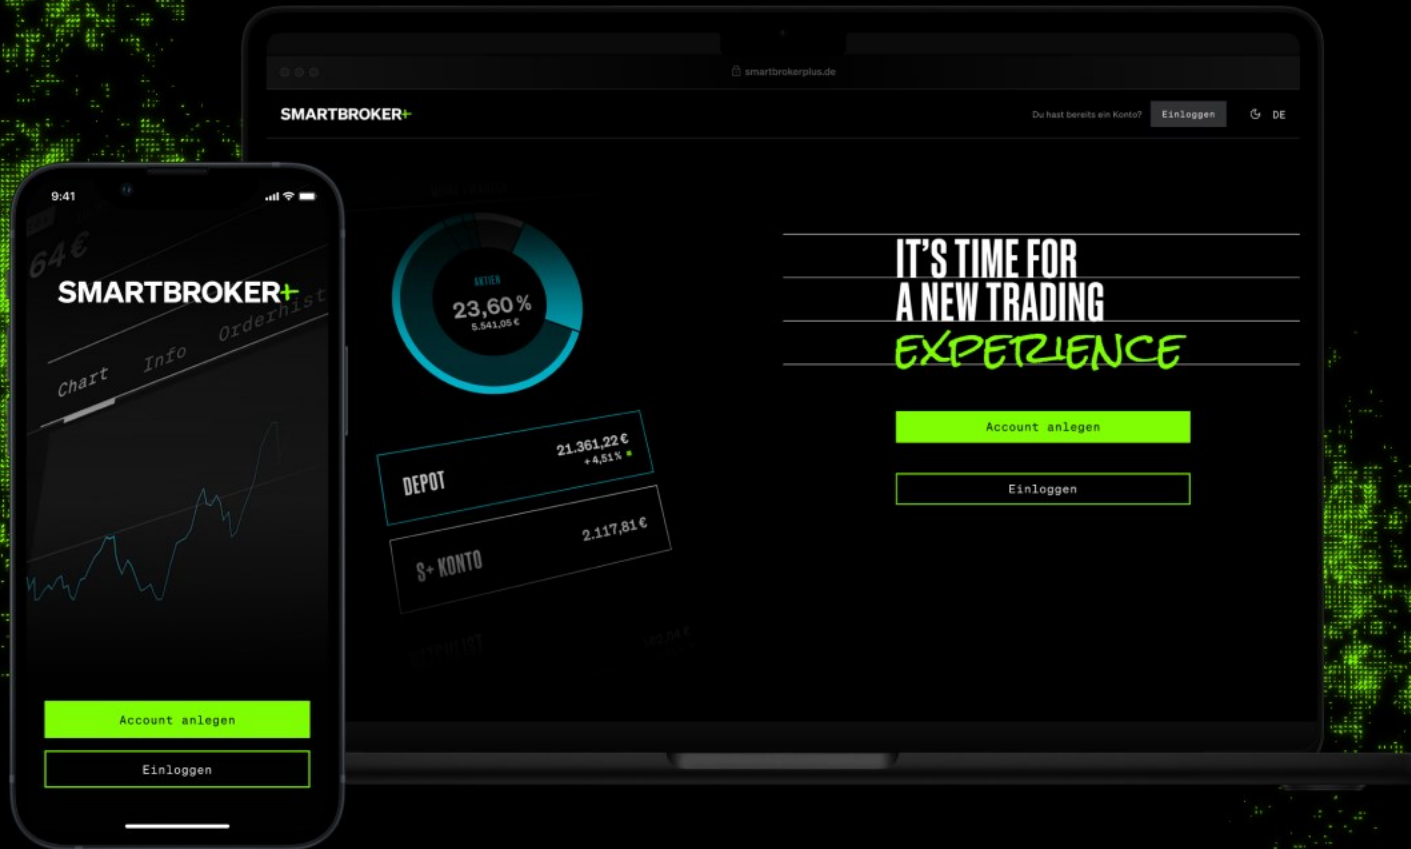 smartbrokerplus.de
SMARTBROKER+
Du hast bereits ein Konto?
Einloggen
DE
AKTIEN
23,60 %
5.541,05 €
DEPOT
21.361,22 €
+4,51%
S+ KONTO
2.117,81 €
WATCHLIST
IT'S TIME FOR
A NEW TRADING
EXPERIENCE
Account anlegen
Einloggen
9:41
64 €
SMARTBROKER+
Chart Info Orderhist
Account anlegen
Einloggen